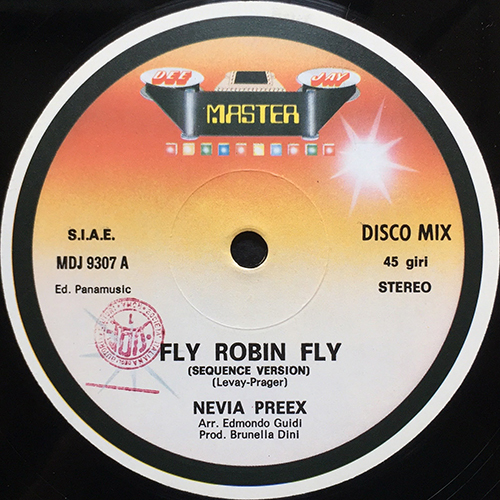 DEE JAY
MASTER
S.I.A.E.
DISCO MIX
MDJ 9307 A
45 giri
Ed. Panamusic
STEREO
FLY ROBIN FLY
(SEQUENCE VERSION)
(Levay-Prager)
NEVIA PREEX
Arr. Edmondo Guidi
Prod. Brunella Dini